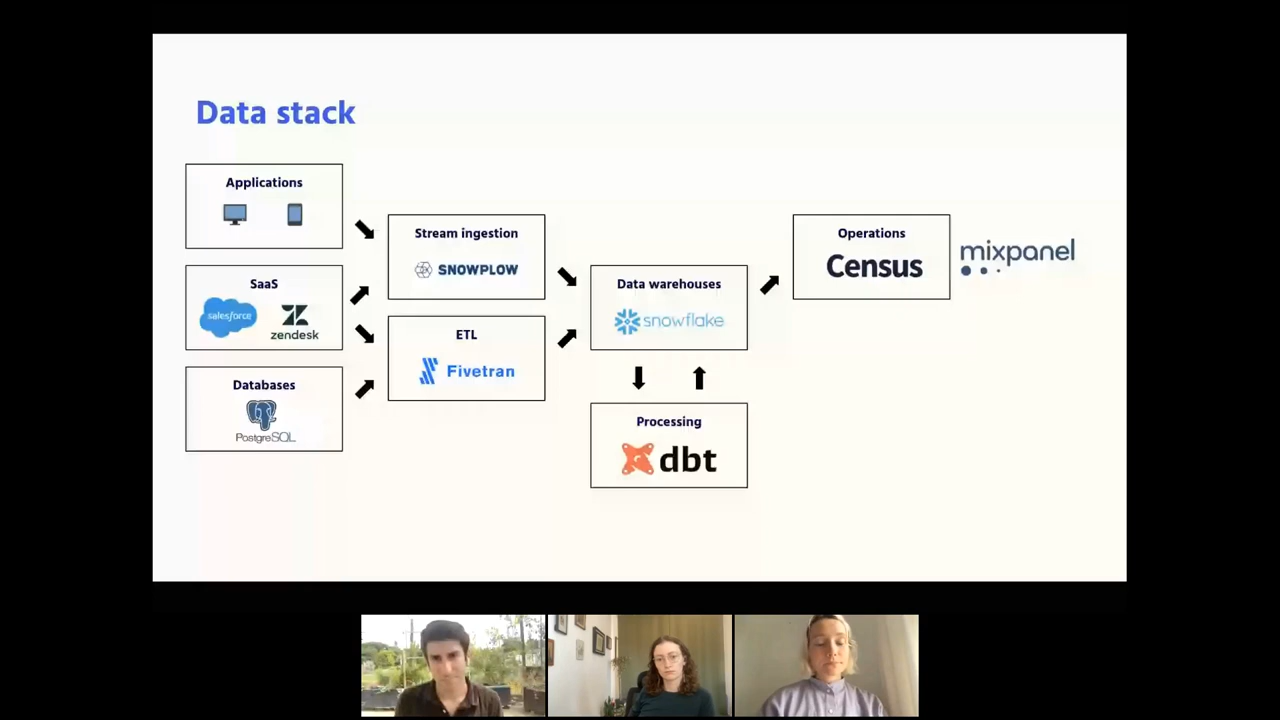 Data stack
Applications
SaaS
salesforce
zendesk
Databases
PostgreSQL
Stream ingestion
SNOWPLOW
ETL
Fivetran
Data warehouses
snowflake
Processing
dbt
Operations
Census
mixpanel